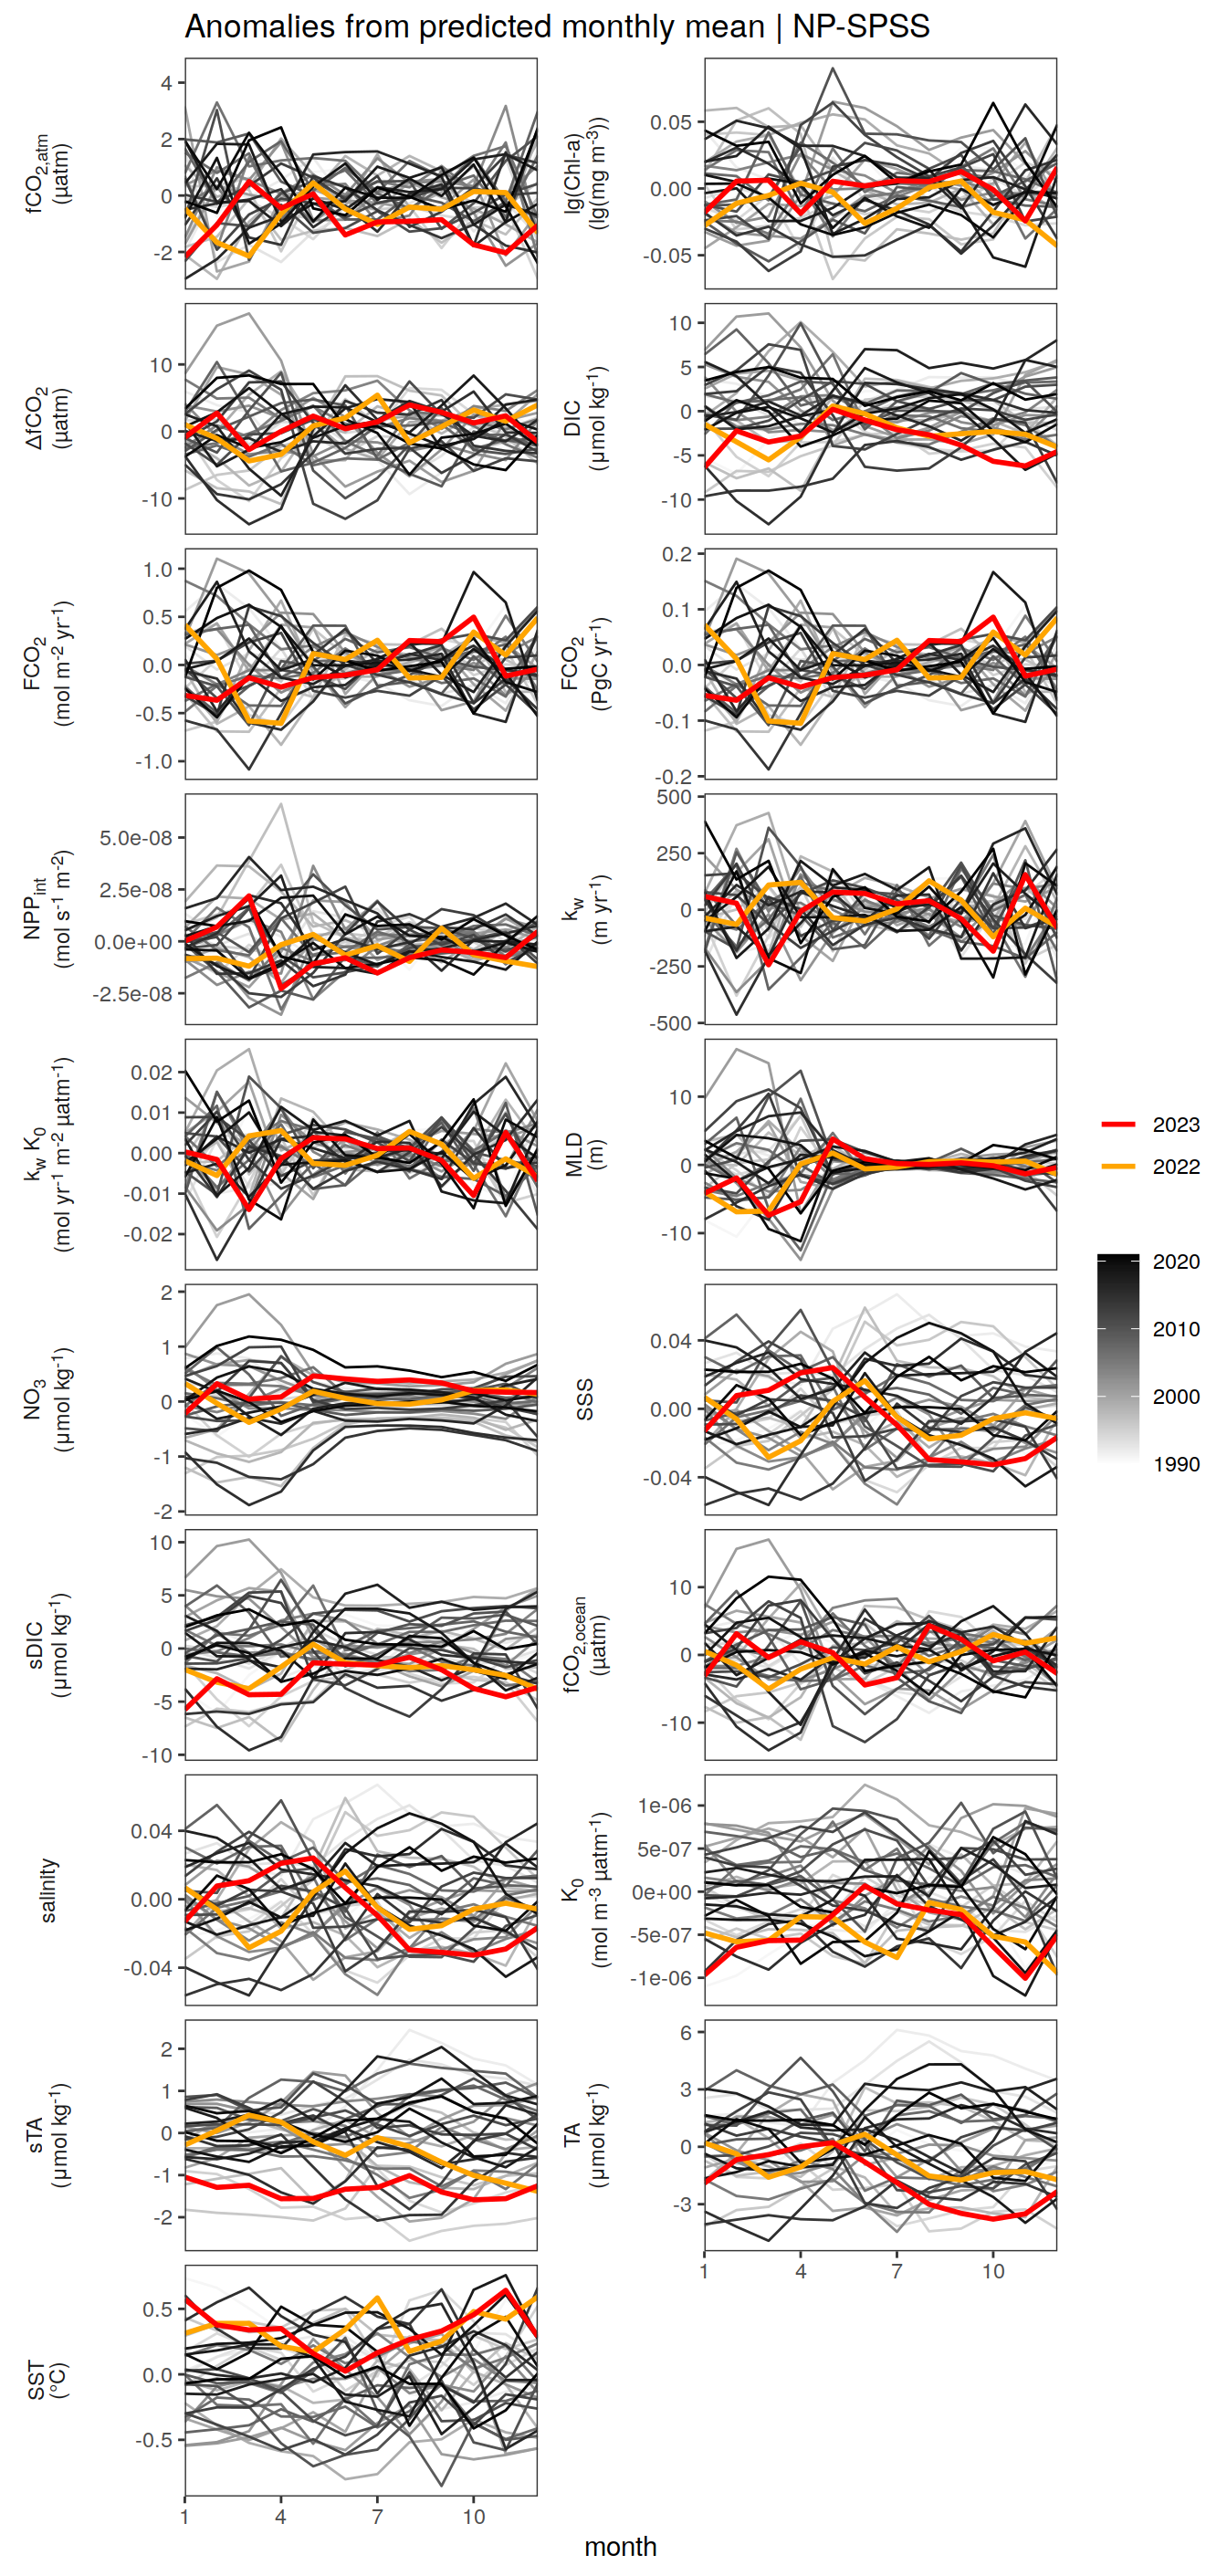 Anomalies from predicted monthly mean | NP-SPSS
fCO2,atm
(µatm)
4
2
0
-2
lg(Chl-a)
(lg(mg m-3))
0.05
0.00
-0.05
ΔfCO2
(µatm)
10
0
-10
DIC
(µmol kg-1)
10
5
0
-5
-10
FCO2
(mol m-2 yr-1)
1.0
0.5
0.0
-0.5
-1.0
FCO2
(PgC yr-1)
0.2
0.1
0.0
-0.1
-0.2
NPPint
(mol s-1 m-2)
5.0e-08
2.5e-08
0.0e+00
-2.5e-08
kw
(m yr-1)
500
250
0
-250
-500
kw K0
(mol yr-1 m-2 µatm-1)
0.02
0.01
0.00
-0.01
-0.02
MLD
(m)
10
0
-10
NO3
(µmol kg-1)
2
1
0
-1
-2
SSS
0.04
0.00
-0.04
sDIC
(µmol kg-1)
10
5
0
-5
-10
fCO2,ocean
(µatm)
10
0
-10
salinity
0.04
0.00
-0.04
K0
(mol m-3 µatm-1)
1e-06
5e-07
0e+00
-5e-07
-1e-06
sTA
(µmol kg-1)
2
1
0
-1
-2
TA
(µmol kg-1)
6
3
0
-3
1 4 7 10
SST
(°C)
0.5
0.0
-0.5
1 4 7 10
month
2023
2022
2020
2010
2000
1990